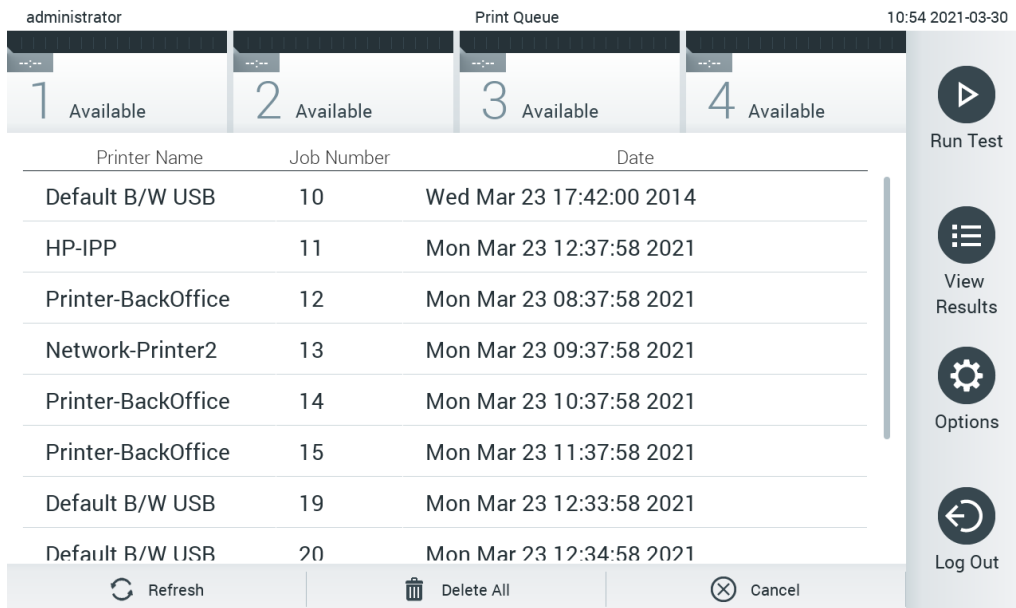 administrator Print Queue 10:54 2021-03-30
--:-- --:-- --:-- --:--
1 Available 2 Available 3 Available 4 Available
Run Test
Printer Name Job Number Date
Default B/W USB 10 Wed Mar 23 17:42:00 2014
HP-IPP 11 Mon Mar 23 12:37:58 2021
View
Results
Printer-BackOffice 12 Mon Mar 23 08:37:58 2021
Network-Printer2 13 Mon Mar 23 09:37:58 2021
Printer-BackOffice 14 Mon Mar 23 10:37:58 2021
Options
Printer-BackOffice 15 Mon Mar 23 11:37:58 2021
Default B/W USB 19 Mon Mar 23 12:33:58 2021
Default B/W USB 20 Mon Mar 23 12:34:58 2021
Log Out
Refresh Delete All Cancel